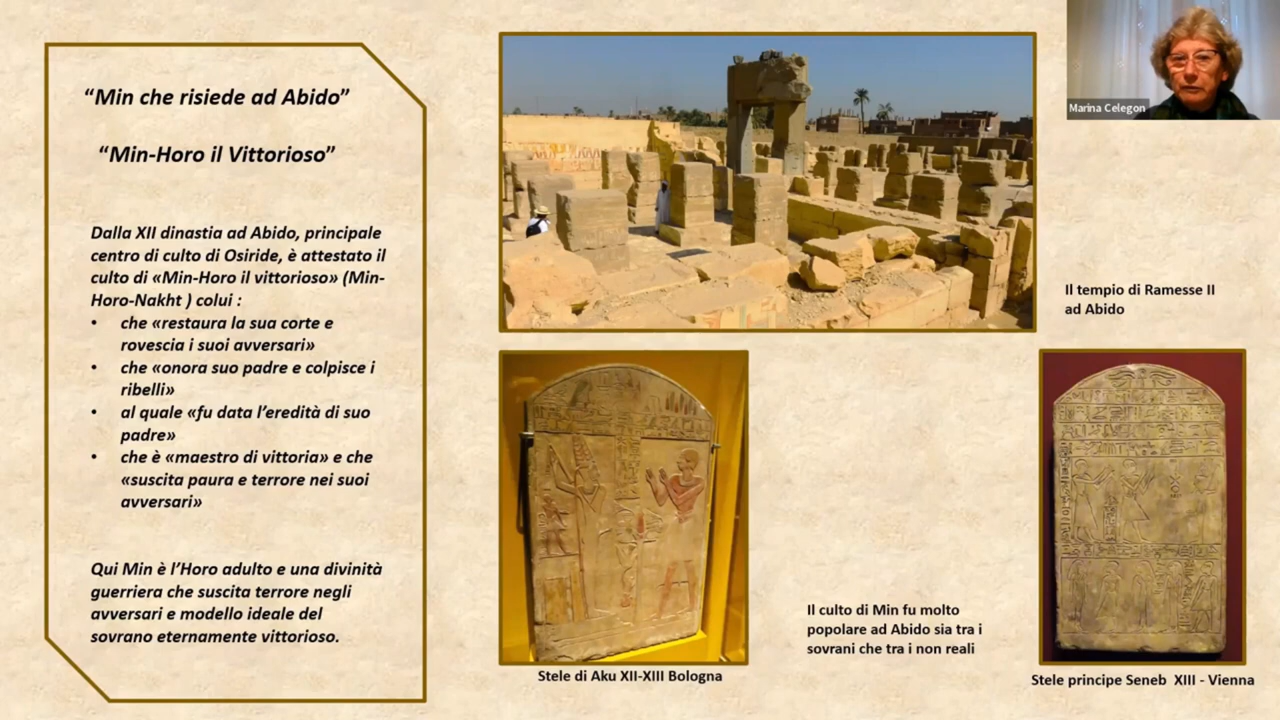 “Min che risiede ad Abido”
“Min-Horo il Vittorioso”
Dalla XII dinastia ad Abido, principale
centro di culto di Osiride, è attestato il
culto di «Min-Horo il vittorioso» (Min-
Horo-Nakht ) colui :
• che «restaura la sua corte e
rovescia i suoi avversari»
• che «onora suo padre e colpisce i
ribelli»
• al quale «fu data l’eredità di suo
padre»
• che è «maestro di vittoria» e che
«suscita paura e terrore nei suoi
avversari»
Qui Min è l’Horo adulto e una divinità
guerriera che suscita terrore negli
avversari e modello ideale del
sovrano eternamente vittorioso.
Marina Celegon
Il tempio di Ramesse II
ad Abido
Il culto di Min fu molto
popolare ad Abido sia tra i
sovrani che tra i non reali
Stele di Aku XII-XIII Bologna
Stele principe Seneb XIII - Vienna